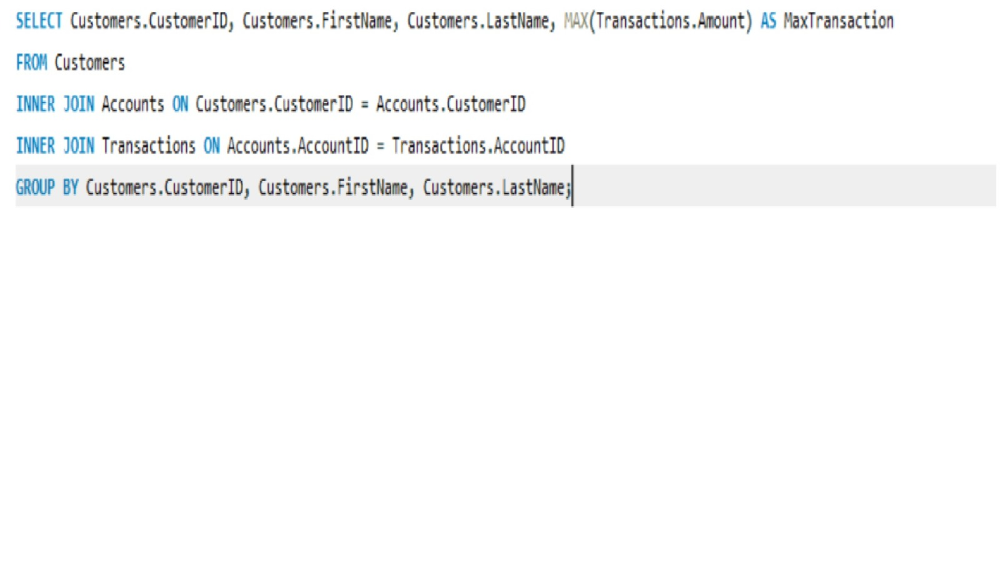 SELECT Customers.CustomerID, Customers.FirstName, Customers.LastName, MAX(Transactions.Amount) AS MaxTransaction
FROM Customers
INNER JOIN Accounts ON Customers.CustomerID = Accounts.CustomerID
INNER JOIN Transactions ON Accounts.AccountID = Transactions.AccountID
GROUP BY Customers.CustomerID, Customers.FirstName, Customers.LastName;